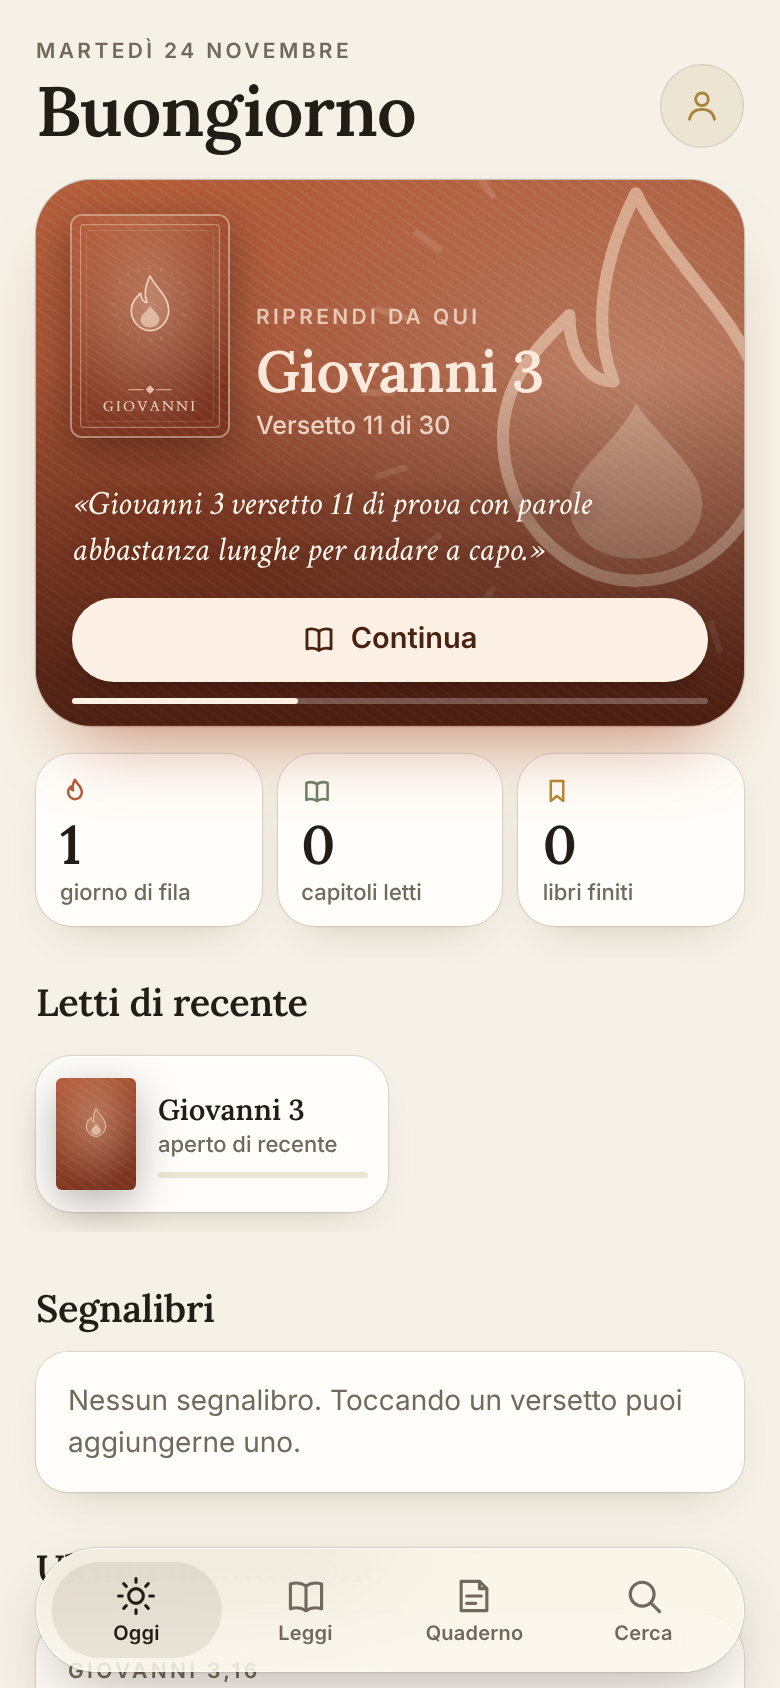 MARTEDÌ 24 NOVEMBRE
Buongiorno
GIOVANNI
RIPRENDI DA QUI
Giovanni 3
Versetto 11 di 30
«Giovanni 3 versetto 11 di prova con parole
abbastanza lunghe per andare a capo.»
Continua
1
giorno di fila
0
capitoli letti
0
libri finiti
Letti di recente
Giovanni 3
aperto di recente
Segnalibri
Nessun segnalibro. Toccando un versetto puoi
aggiungerne uno.
Oggi
Leggi
Quaderno
Cerca
GIOVANNI 3,16